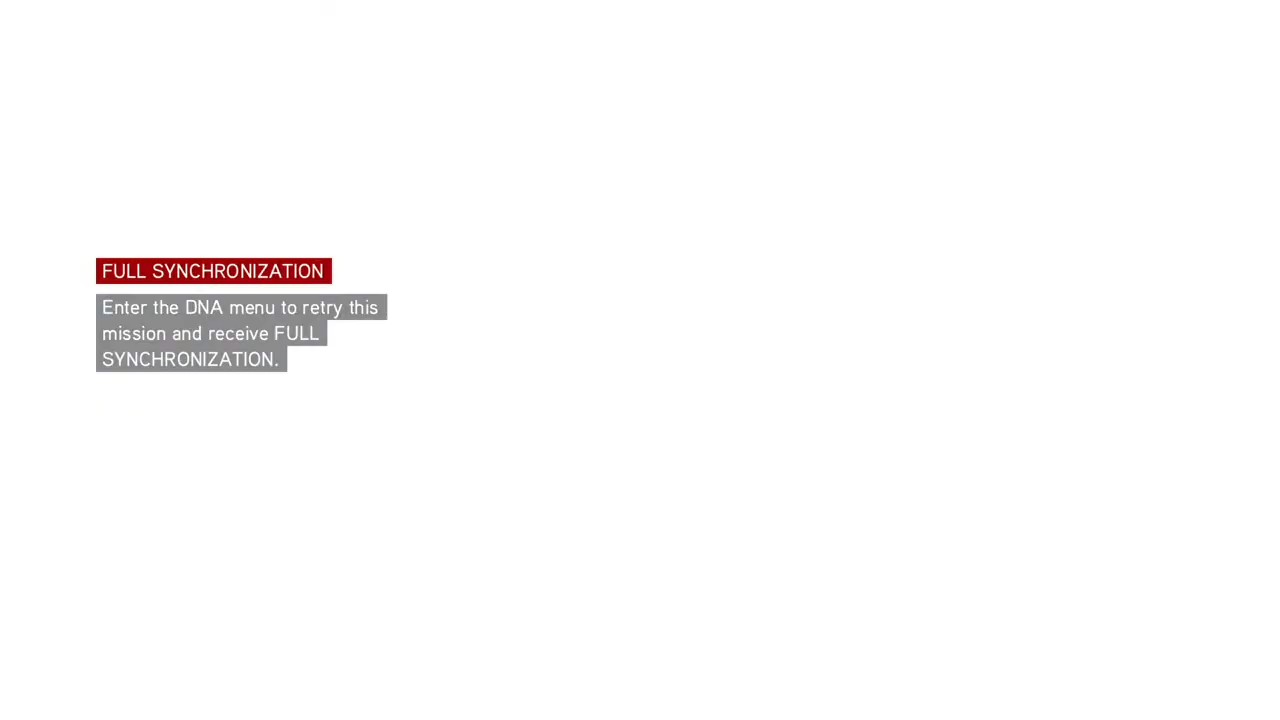 FULL SYNCHRONIZATION
Enter the DNA menu to retry this
mission and receive FULL
SYNCHRONIZATION.